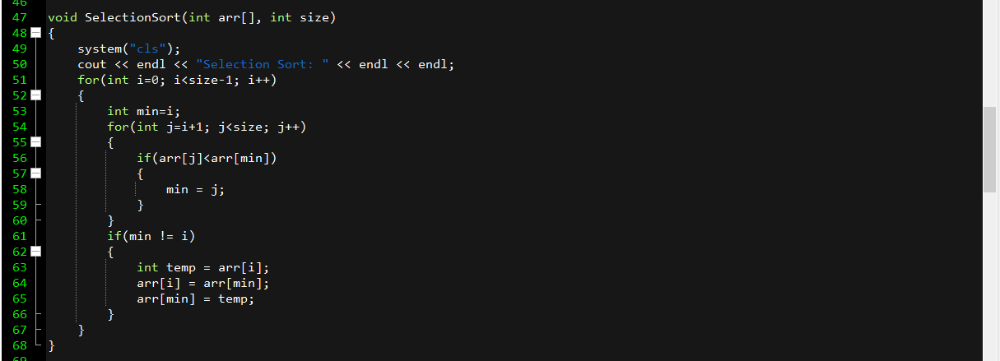 46
47 void SelectionSort(int arr[], int size)
48 {
49 system("cls");
50 cout << endl << "Selection Sort: " << endl << endl;
51 for(int i=0; i<size-1; i++)
52 {
53 int min=i;
54 for(int j=i+1; j<size; j++)
55 {
56 if(arr[j]<arr[min])
57 {
58 min = j;
59 }
60 }
61 if(min != i)
62 {
63 int temp = arr[i];
64 arr[i] = arr[min];
65 arr[min] = temp;
66 }
67 }
68 }
69